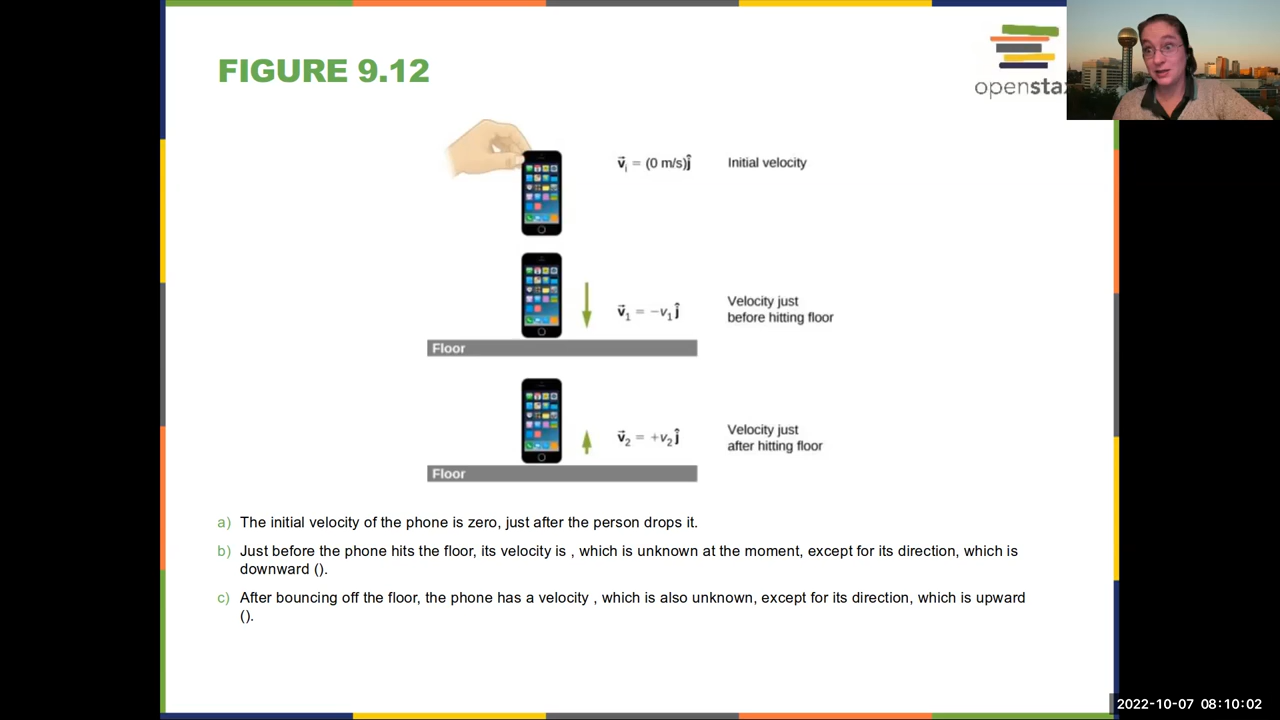 FIGURE 9.12
openstax
v⃗ᵢ = (0 m/s)ĵ Initial velocity
v⃗₁ = −v₁ĵ Velocity just
before hitting floor
Floor
v⃗₂ = +v₂ĵ Velocity just
after hitting floor
Floor
a) The initial velocity of the phone is zero, just after the person drops it.
b) Just before the phone hits the floor, its velocity is , which is unknown at the moment, except for its direction, which is
downward ().
c) After bouncing off the floor, the phone has a velocity , which is also unknown, except for its direction, which is upward
().
2022-10-07 08:10:02